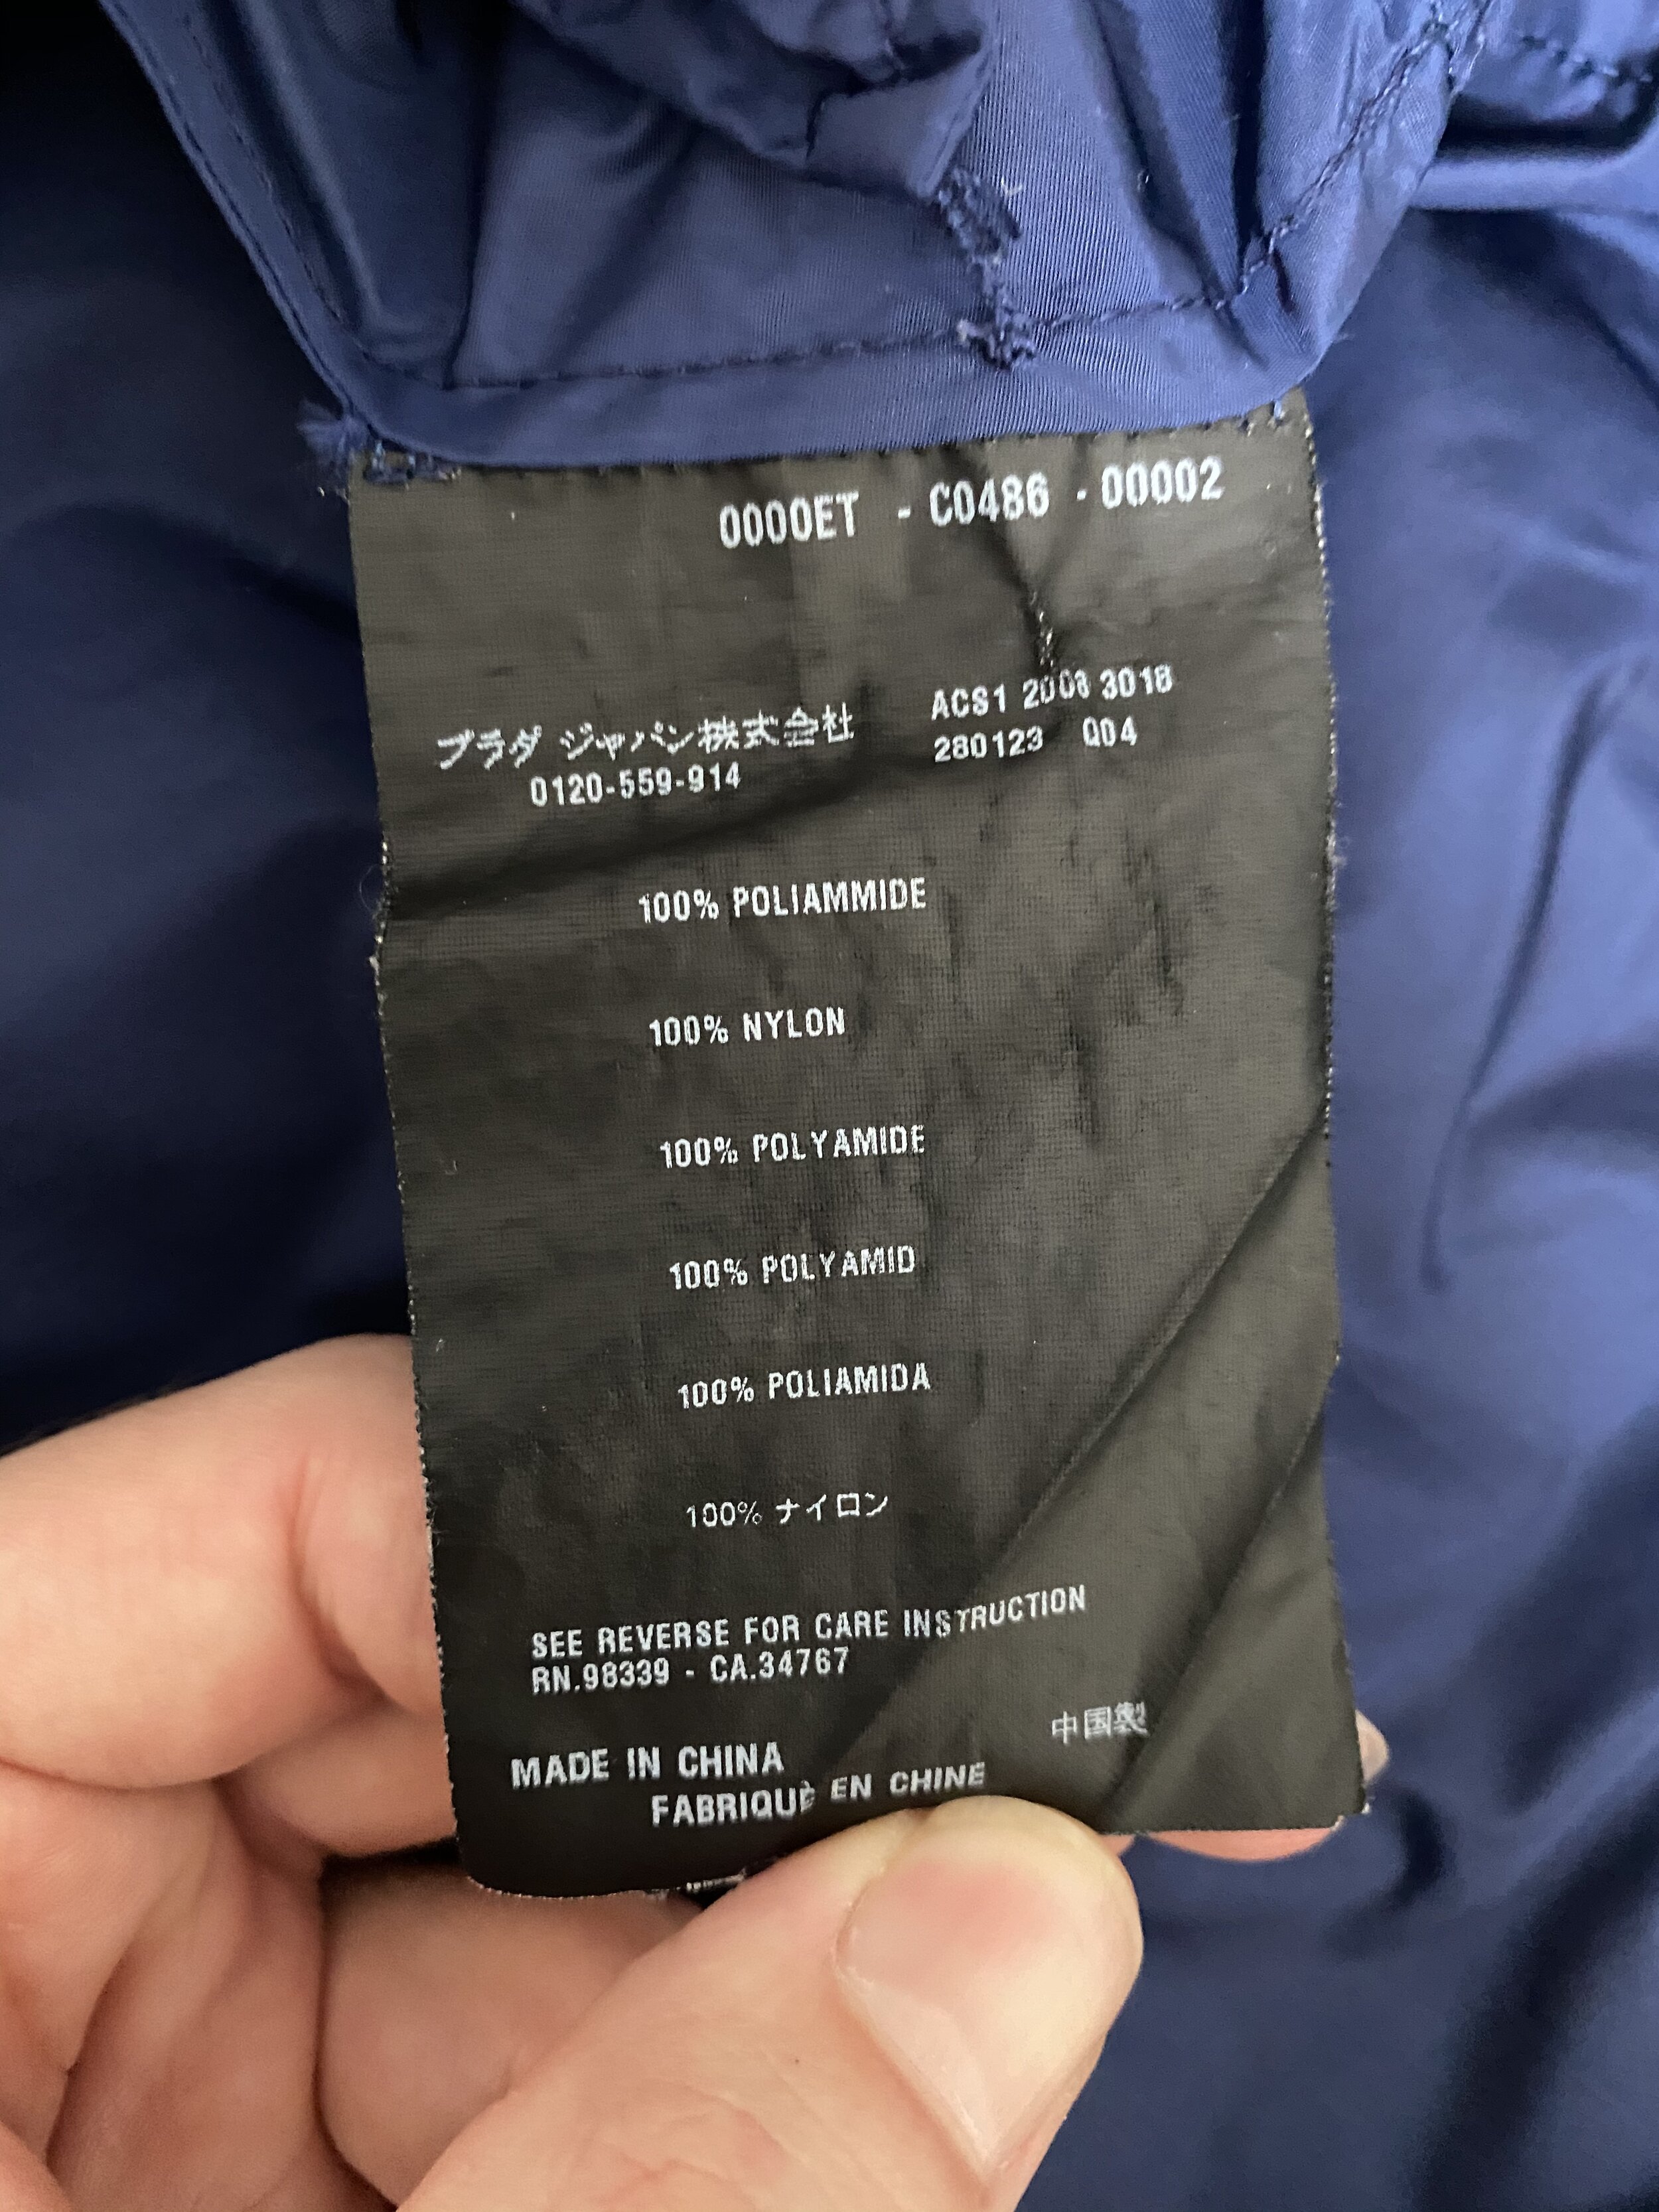 0000ET - C0486 - 00002
プラダ ジャパン株式会社
0120-559-914
ACS1 2008 3018
280123 Q04
100% POLIAMMIDE
100% NYLON
100% POLYAMIDE
100% POLYAMID
100% POLIAMIDA
100% ナイロン
SEE REVERSE FOR CARE INSTRUCTION
RN.98339 - CA.34767
中国製
MADE IN CHINA
FABRIQUÈ EN CHINE